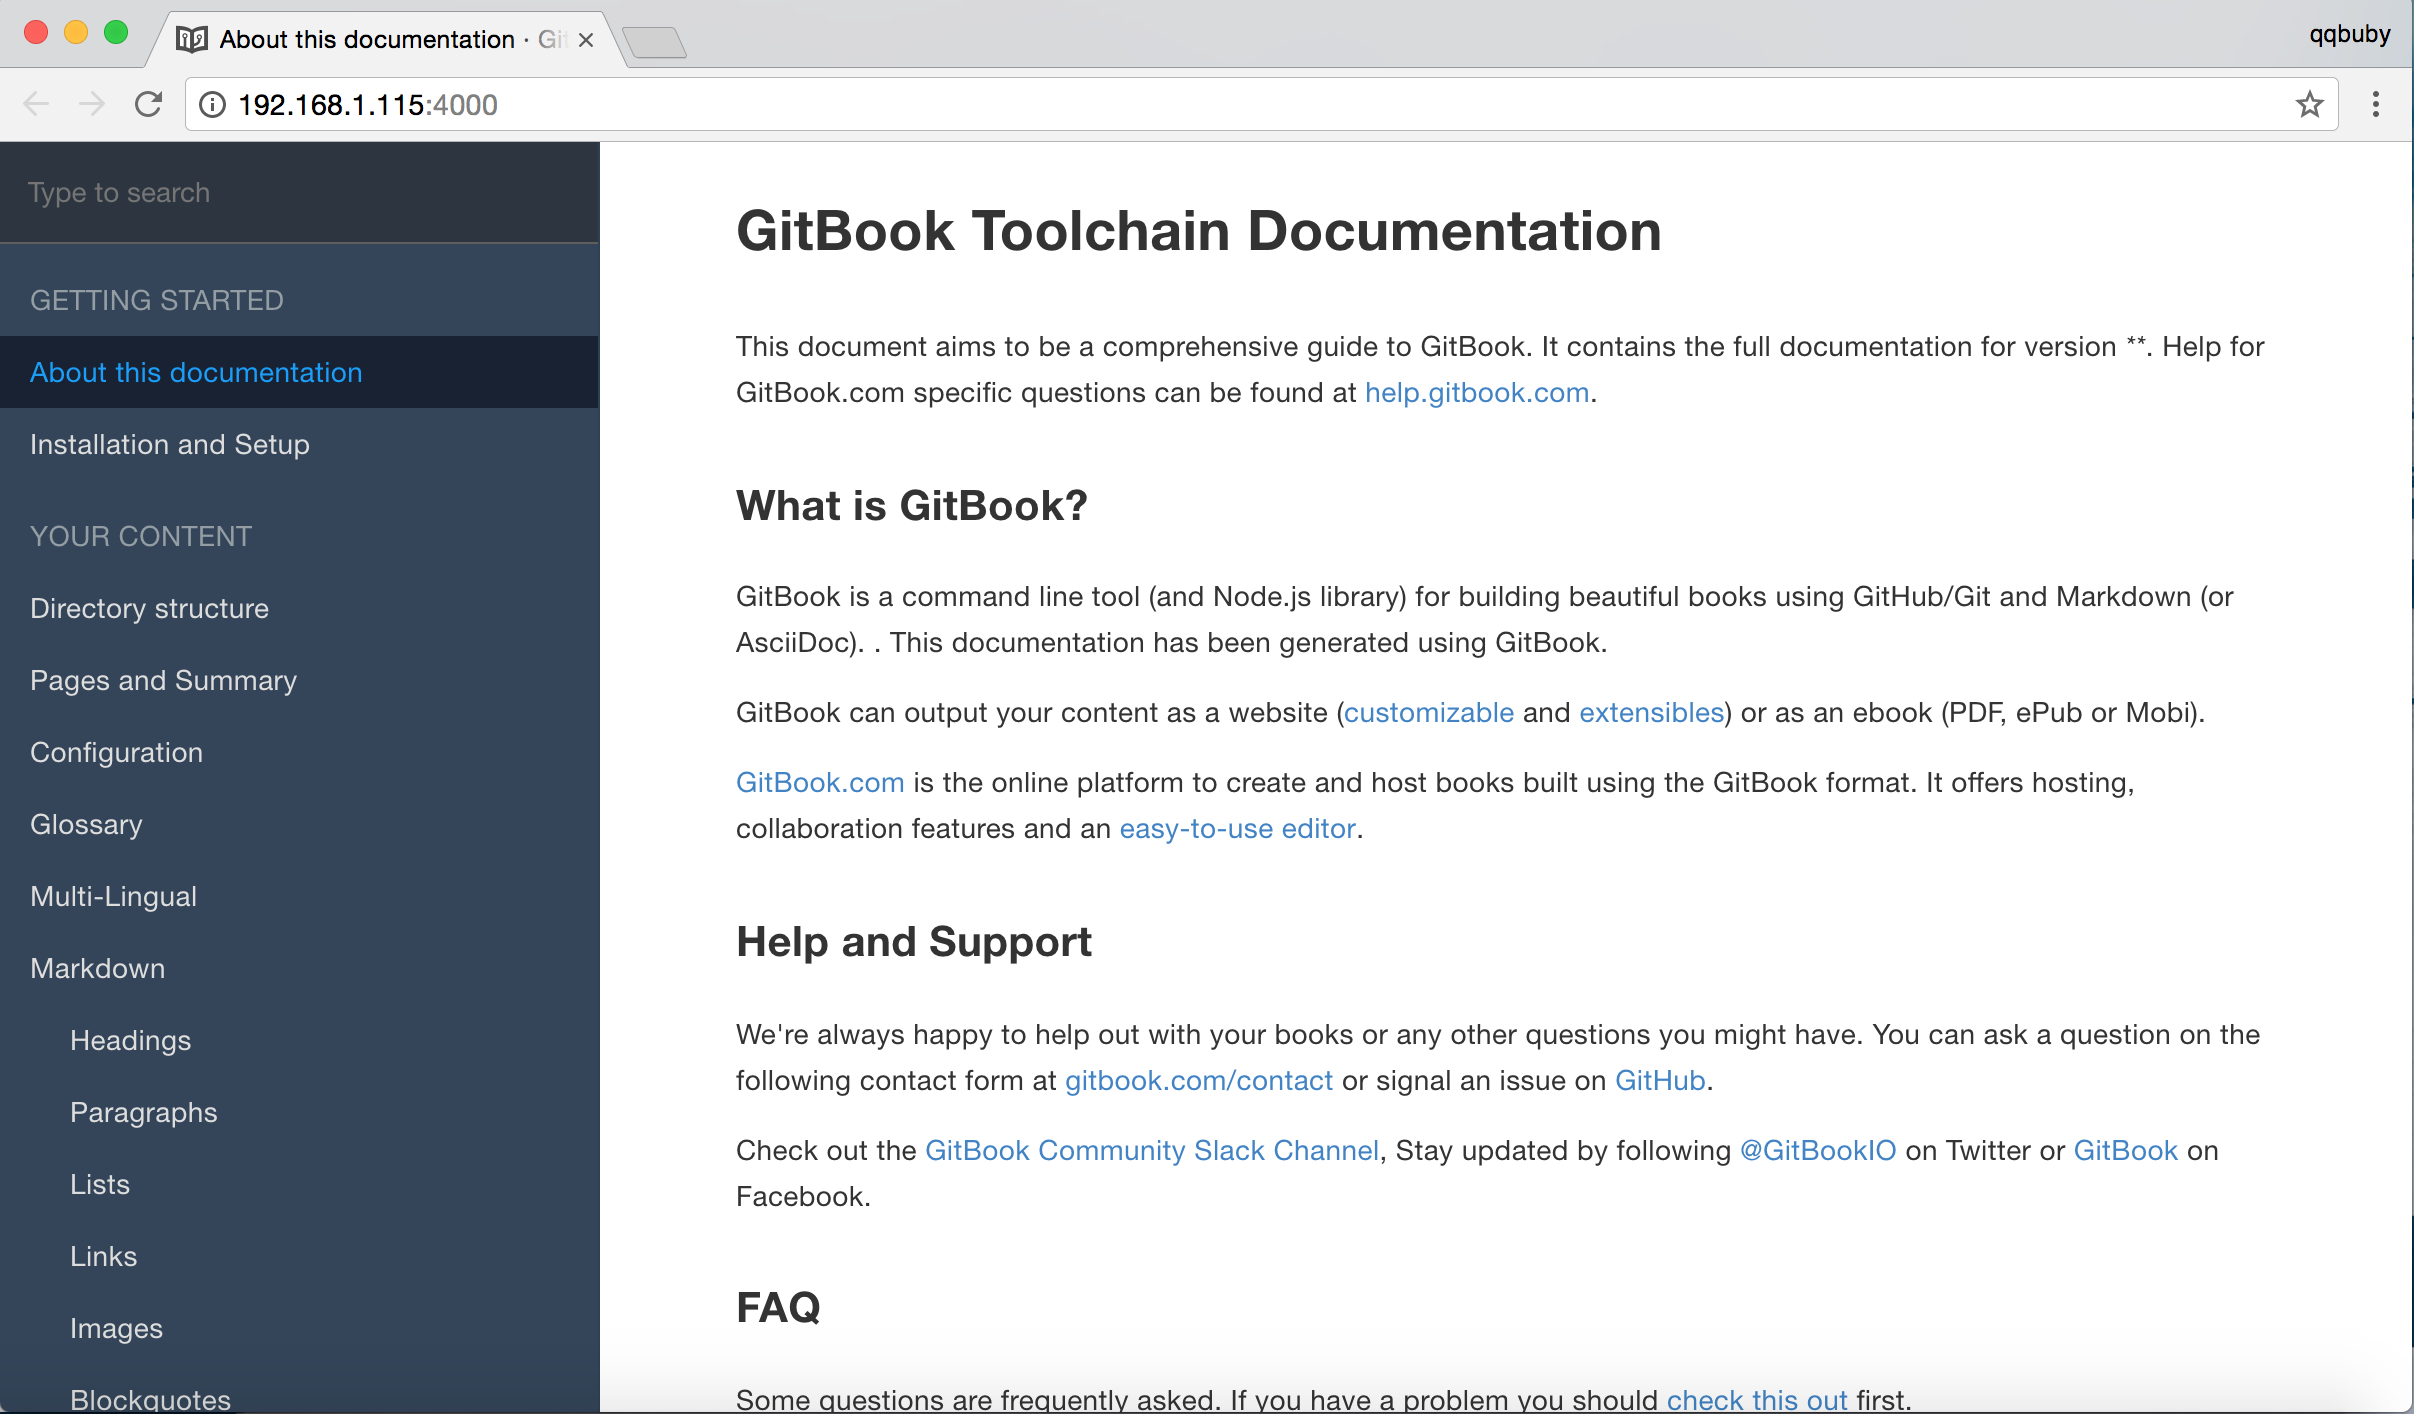 About this documentation · Git
qqbuby
192.168.1.115:4000
Type to search
GETTING STARTED
About this documentation
Installation and Setup
YOUR CONTENT
Directory structure
Pages and Summary
Configuration
Glossary
Multi-Lingual
Markdown
Headings
Paragraphs
Lists
Links
Images
Blockquotes
GitBook Toolchain Documentation
This document aims to be a comprehensive guide to GitBook. It contains the full documentation for version **. Help for
GitBook.com specific questions can be found at help.gitbook.com.
What is GitBook?
GitBook is a command line tool (and Node.js library) for building beautiful books using GitHub/Git and Markdown (or
AsciiDoc). . This documentation has been generated using GitBook.
GitBook can output your content as a website (customizable and extensibles) or as an ebook (PDF, ePub or Mobi).
GitBook.com is the online platform to create and host books built using the GitBook format. It offers hosting,
collaboration features and an easy-to-use editor.
Help and Support
We're always happy to help out with your books or any other questions you might have. You can ask a question on the
following contact form at gitbook.com/contact or signal an issue on GitHub.
Check out the GitBook Community Slack Channel, Stay updated by following @GitBookIO on Twitter or GitBook on
Facebook.
FAQ
Some questions are frequently asked. If you have a problem you should check this out first.